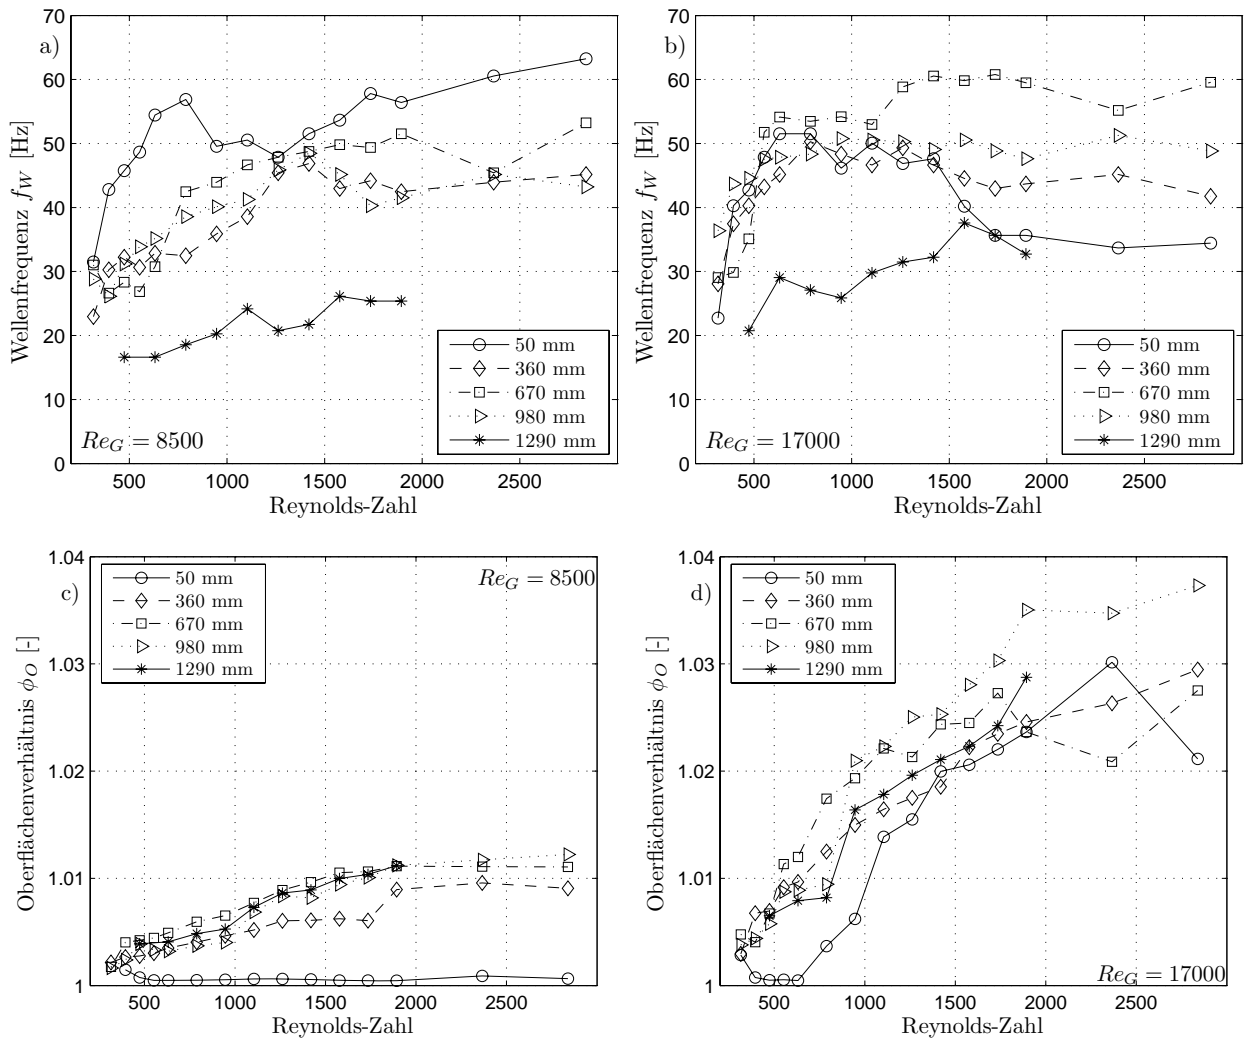 a)
Wellenfrequenz f_W [Hz]
70
60
50
40
30
20
10
0
500
1000
1500
2000
2500
Reynolds-Zahl
Re_G = 8500
50 mm
360 mm
670 mm
980 mm
1290 mm
b)
Wellenfrequenz f_W [Hz]
70
60
50
40
30
20
10
0
500
1000
1500
2000
2500
Reynolds-Zahl
Re_G = 17000
50 mm
360 mm
670 mm
980 mm
1290 mm
c)
Oberflächenverhältnis ϕ_O [-]
1.04
1.03
1.02
1.01
1
500
1000
1500
2000
2500
Reynolds-Zahl
Re_G = 8500
50 mm
360 mm
670 mm
980 mm
1290 mm
d)
Oberflächenverhältnis ϕ_O [-]
1.04
1.03
1.02
1.01
1
500
1000
1500
2000
2500
Reynolds-Zahl
Re_G = 17000
50 mm
360 mm
670 mm
980 mm
1290 mm